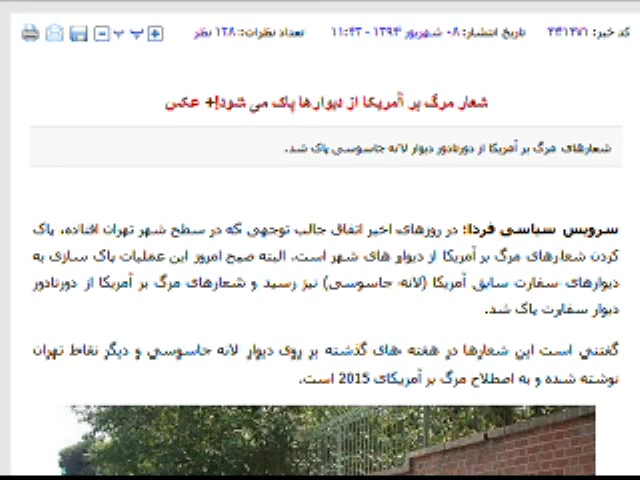 کد خبر: ۴۴۱۴۷۱ تاریخ انتشار: ۰۸ شهریور ۱۳۹۴ - ۱۱:۴۳ تعداد نظرات: ۱۲۸ نظر
شعار مرگ بر آمریکا از دیوارها پاک می شود!+ عکس
شعارهای مرگ بر آمریکا از دورتادور دیوار لانه جاسوسی پاک شد.
سرویس سیاسی فردا: در روزهای اخیر اتفاق جالب توجهی که در سطح شهر تهران افتاده، پاک
کردن شعارهای مرگ بر آمریکا از دیوار های شهر است. البته صبح امروز این عملیات پاک سازی به
دیوارهای سفارت سابق آمریکا (لانه جاسوسی) نیز رسید و شعارهای مرگ بر آمریکا از دورتادور
دیوار سفارت پاک شد.
گفتنی است این شعارها در هفته های گذشته بر روی دیوار لانه جاسوسی و دیگر نقاط تهران
نوشته شده و به اصطلاح مرگ بر آمریکای 2015 است.